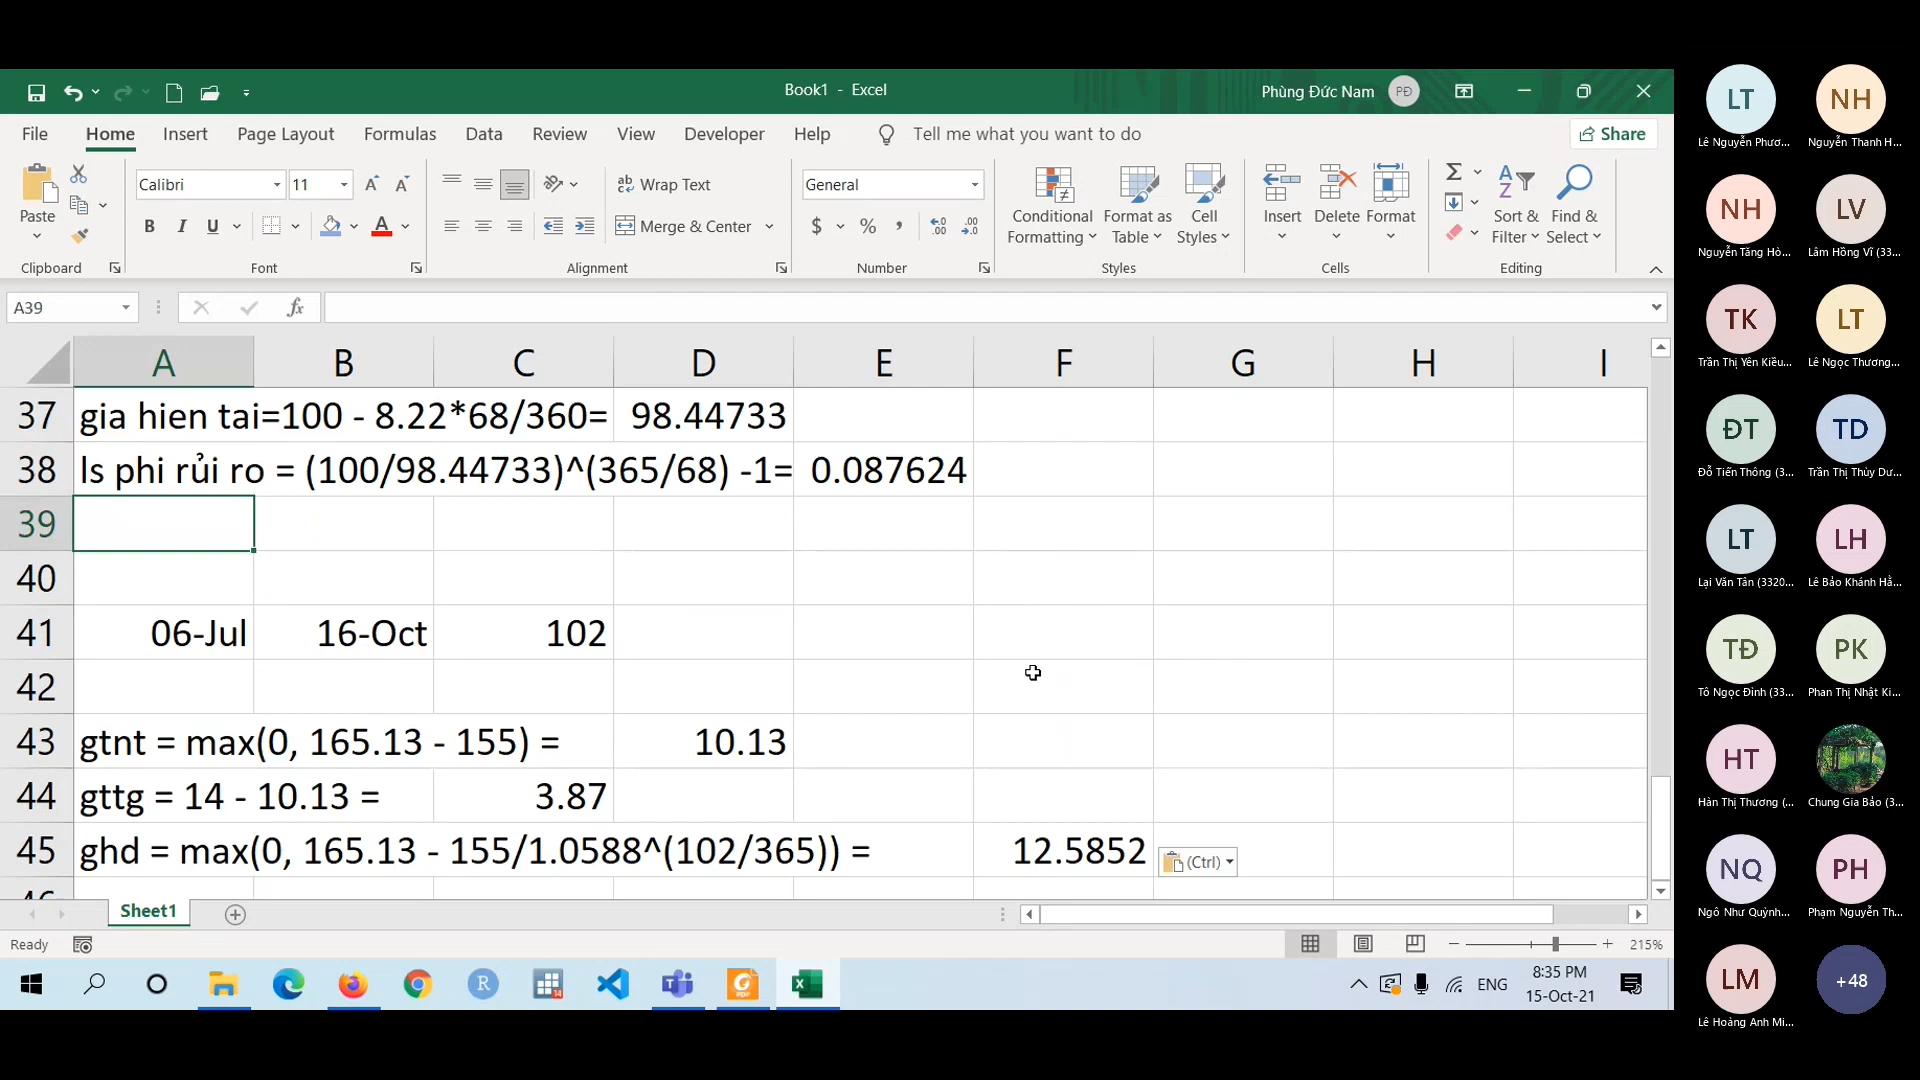 Book1 - Excel
Phùng Đức Nam
PĐ
File Home Insert Page Layout Formulas Data Review View Developer Help Tell me what you want to do
Share
Paste
Calibri 11
Wrap Text
General
B I U A
Merge & Center
$ % ,
Conditional Formatting
Format as Table
Cell Styles
Insert
Delete
Format
Sort & Filter
Find & Select
Clipboard
Font
Alignment
Number
Styles
Cells
Editing
A39
fx
A B C D E F G H I
37 gia hien tai=100 - 8.22*68/360= 98.44733
38 ls phi rủi ro = (100/98.44733)^(365/68) -1= 0.087624
39
40
41 06-Jul 16-Oct 102
42
43 gtnt = max(0, 165.13 - 155) = 10.13
44 gttg = 14 - 10.13 = 3.87
45 ghd = max(0, 165.13 - 155/1.0588^(102/365)) = 12.5852
(Ctrl)
46
Sheet1
Ready
215%
ENG
8:35 PM
15-Oct-21
LT
Lê Nguyễn Phươ...
NH
Nguyễn Thanh H...
NH
Nguyễn Tăng Hò...
LV
Lâm Hồng Vĩ (33...
TK
Trần Thị Yên Kiều...
LT
Lê Ngọc Thương...
ĐT
Đỗ Tiến Thông (3...
TD
Trần Thị Thùy Dư...
LT
Lại Văn Tân (3320...
LH
Lê Bảo Khánh Hằ...
TĐ
Tô Ngọc Đình (33...
PK
Phan Thị Nhật Ki...
HT
Hàn Thị Thương (...
Chung Gia Bảo (3...
NQ
Ngô Như Quỳnh...
PH
Phạm Nguyễn Th...
LM
Lê Hoàng Anh Mi...
+48